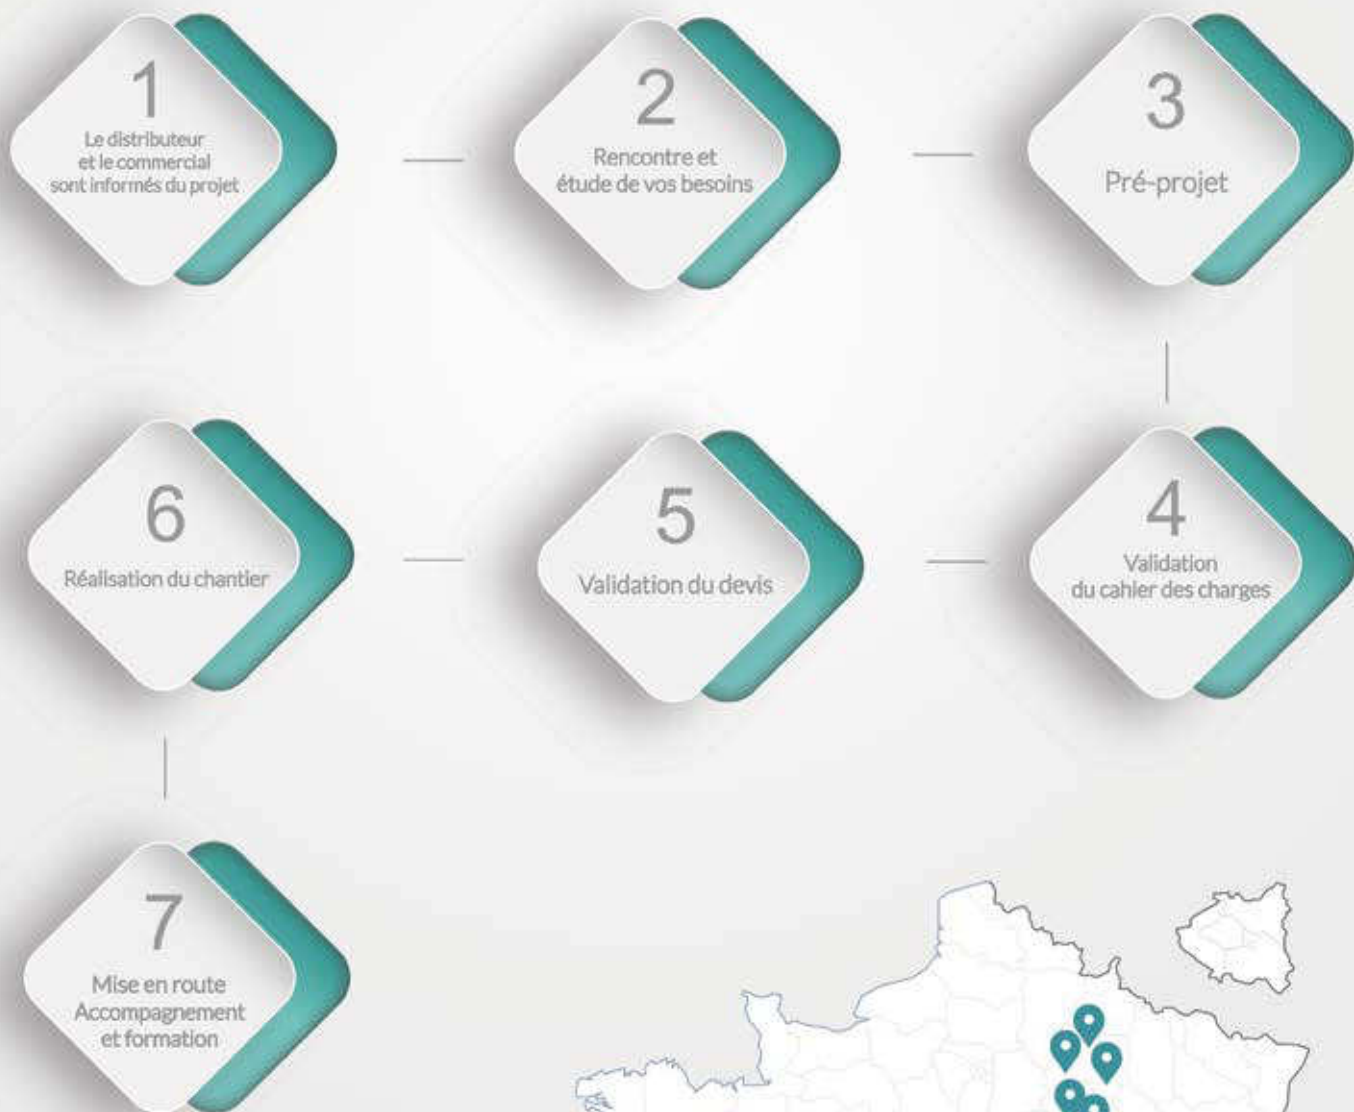 1
Le distributeur
et le commercial
sont informés du projet
2
Rencontre et
étude de vos besoins
3
Pré-projet
4
Validation
du cahier des charges
5
Validation du devis
6
Réalisation du chantier
7
Mise en route
Accompagnement
et formation